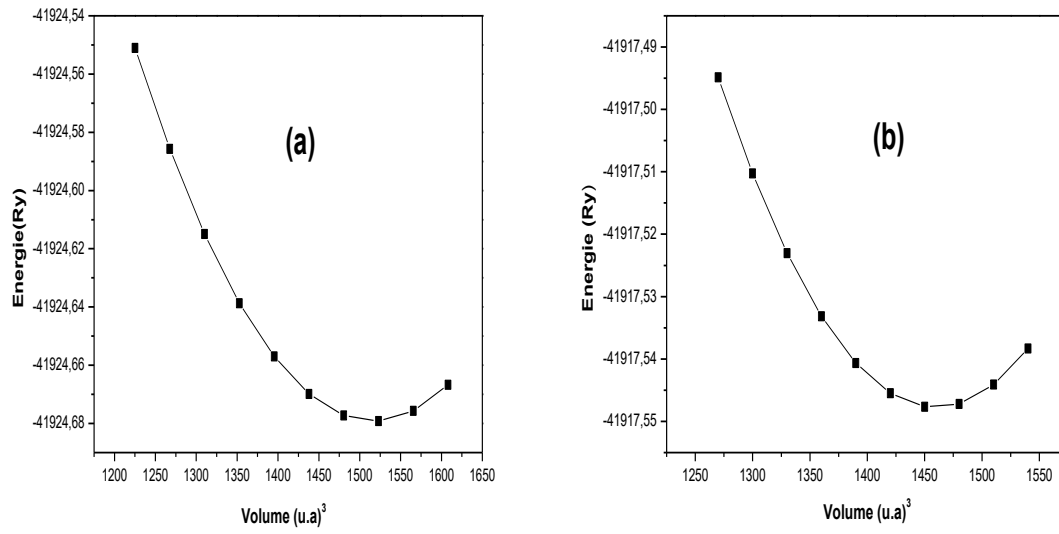 -41924,54
-41924,56
-41924,58
-41924,60
-41924,62
-41924,64
-41924,66
-41924,68
Energie(Ry)
(a)
1200 1250 1300 1350 1400 1450 1500 1550 1600 1650
Volume (u.a)³
-41917,49
-41917,50
-41917,51
-41917,52
-41917,53
-41917,54
-41917,55
Energie (Ry)
(b)
1250 1300 1350 1400 1450 1500 1550
Volume (u.a)³